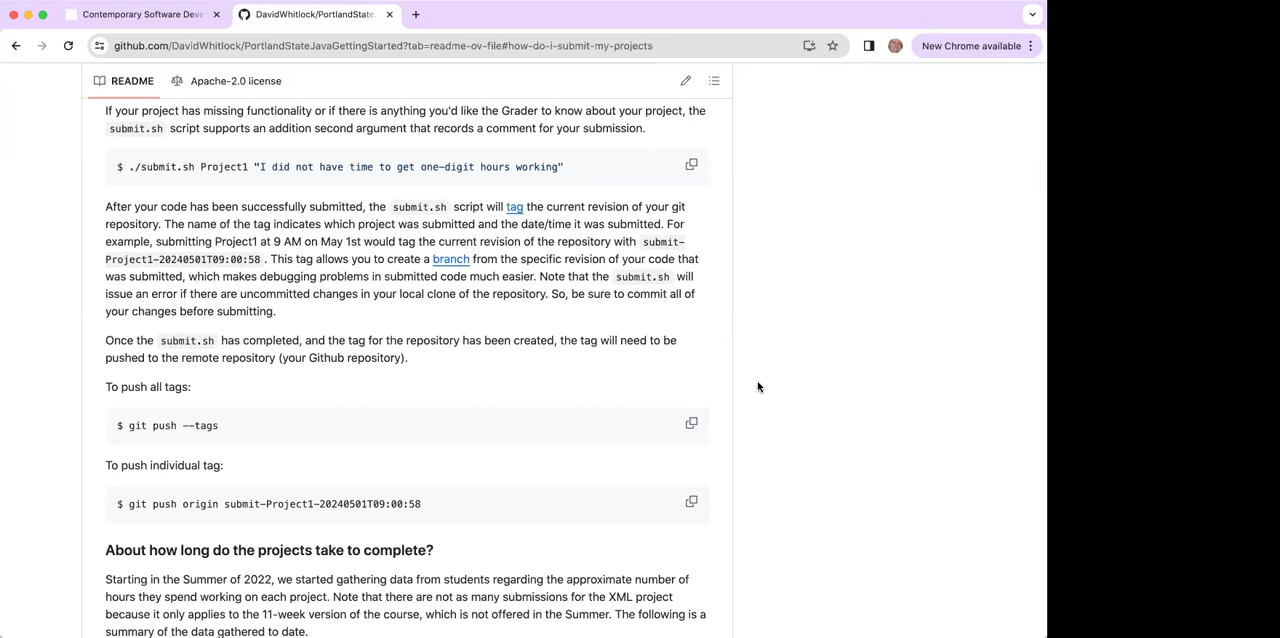 Contemporary Software Deve
DavidWhitlock/PortlandState
github.com/DavidWhitlock/PortlandStateJavaGettingStarted?tab=readme-ov-file#how-do-i-submit-my-projects
New Chrome available
README
Apache-2.0 license
If your project has missing functionality or if there is anything you'd like the Grader to know about your project, the
submit.sh script supports an addition second argument that records a comment for your submission.
$ ./submit.sh Project1 "I did not have time to get one-digit hours working"
After your code has been successfully submitted, the submit.sh script will tag the current revision of your git
repository. The name of the tag indicates which project was submitted and the date/time it was submitted. For
example, submitting Project1 at 9 AM on May 1st would tag the current revision of the repository with submit-
Project1-20240501T09:00:58 . This tag allows you to create a branch from the specific revision of your code that
was submitted, which makes debugging problems in submitted code much easier. Note that the submit.sh will
issue an error if there are uncommitted changes in your local clone of the repository. So, be sure to commit all of
your changes before submitting.
Once the submit.sh has completed, and the tag for the repository has been created, the tag will need to be
pushed to the remote repository (your Github repository).
To push all tags:
$ git push --tags
To push individual tag:
$ git push origin submit-Project1-20240501T09:00:58
About how long do the projects take to complete?
Starting in the Summer of 2022, we started gathering data from students regarding the approximate number of
hours they spend working on each project. Note that there are not as many submissions for the XML project
because it only applies to the 11-week version of the course, which is not offered in the Summer. The following is a
summary of the data gathered to date.